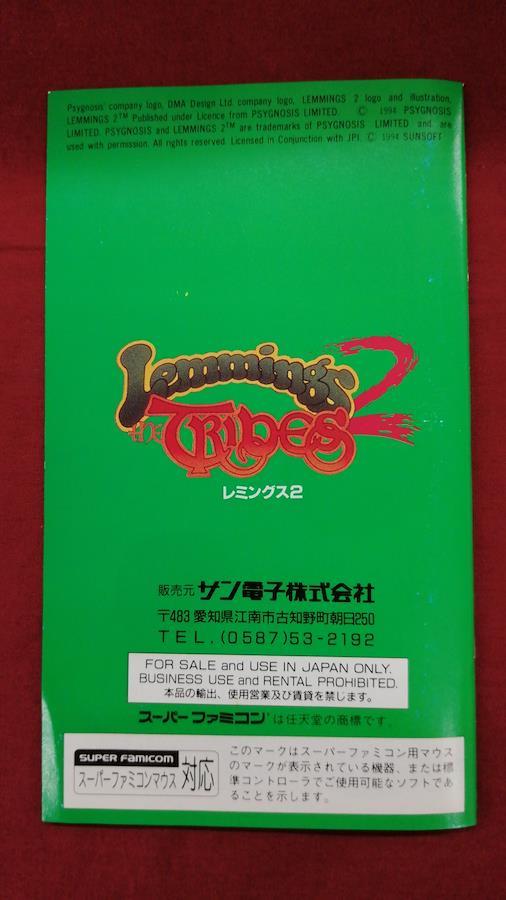 Psygnosis' company logo, DMA Design Ltd. company logo, LEMMINGS 2 logo and illustration,
LEMMINGS 2™ Published under Licence from PSYGNOSIS LIMITED. © 1994 PSYGNOSIS
LIMITED. PSYGNOSIS and LEMMINGS 2™ are trademarks of PSYGNOSIS LIMITED and are
used with permission. All rights reserved. Licensed in Conjunction with JPI. © 1994 SUNSOFT
Lemmings 2
THE TRIBES
レミングス2
販売元 サン電子株式会社
〒483 愛知県江南市古知野町朝日250
TEL.(0587)53-2192
FOR SALE and USE IN JAPAN ONLY.
BUSINESS USE and RENTAL PROHIBITED.
本品の輸出、使用営業及び賃貸を禁じます。
スーパーファミコンは任天堂の商標です。
SUPER FAMICOM
スーパーファミコンマウス 対応
このマークはスーパーファミコン用マウス
のマークが表示されている機器、または標
準コントローラでご使用可能なソフトであ
ることを示します。